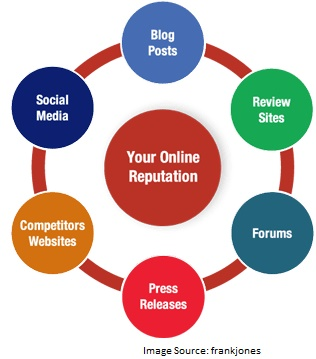 Blog
Posts
Social
Media
Review
Sites
Your Online
Reputation
Competitors
Websites
Forums
Press
Releases
Image Source: frankjones